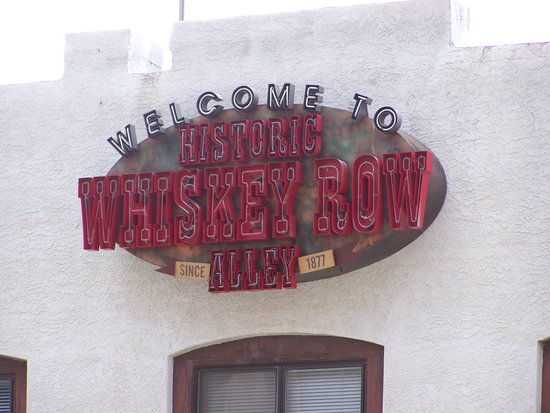 WELCOME TO
HISTORIC
WHISKEY ROW
ALLEY
SINCE 1877